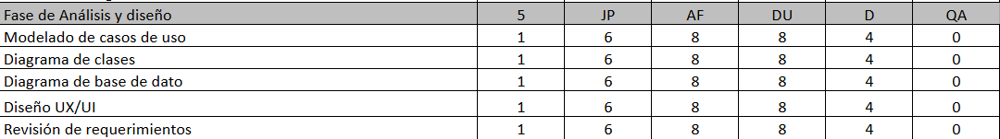 Fase de Análisis y diseño 5 JP AF DU D QA
Modelado de casos de uso 1 6 8 8 4 0
Diagrama de clases 1 6 8 8 4 0
Diagrama de base de dato 1 6 8 8 4 0
Diseño UX/UI 1 6 8 8 4 0
Revisión de requerimientos 1 6 8 8 4 0